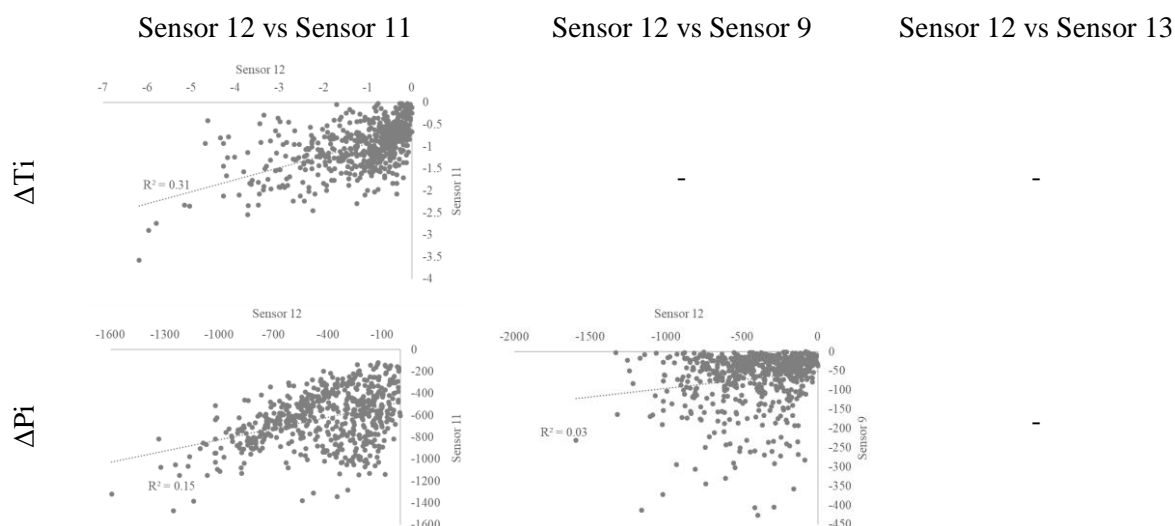 Sensor 12 vs Sensor 11 Sensor 12 vs Sensor 9 Sensor 12 vs Sensor 13
ΔTi
Sensor 12
-7 -6 -5 -4 -3 -2 -1 0
0
-0.5
-1
-1.5
-2
-2.5
-3
-3.5
-4
Sensor 11
R² = 0.31
-
-
ΔPi
Sensor 12
-1600 -1300 -1000 -700 -400 -100
0
-200
-400
-600
-800
-1000
-1200
-1400
-1600
Sensor 11
R² = 0.15
Sensor 12
-2000 -1500 -1000 -500 0
0
-50
-100
-150
-200
-250
-300
-350
-400
-450
Sensor 9
R² = 0.03
-